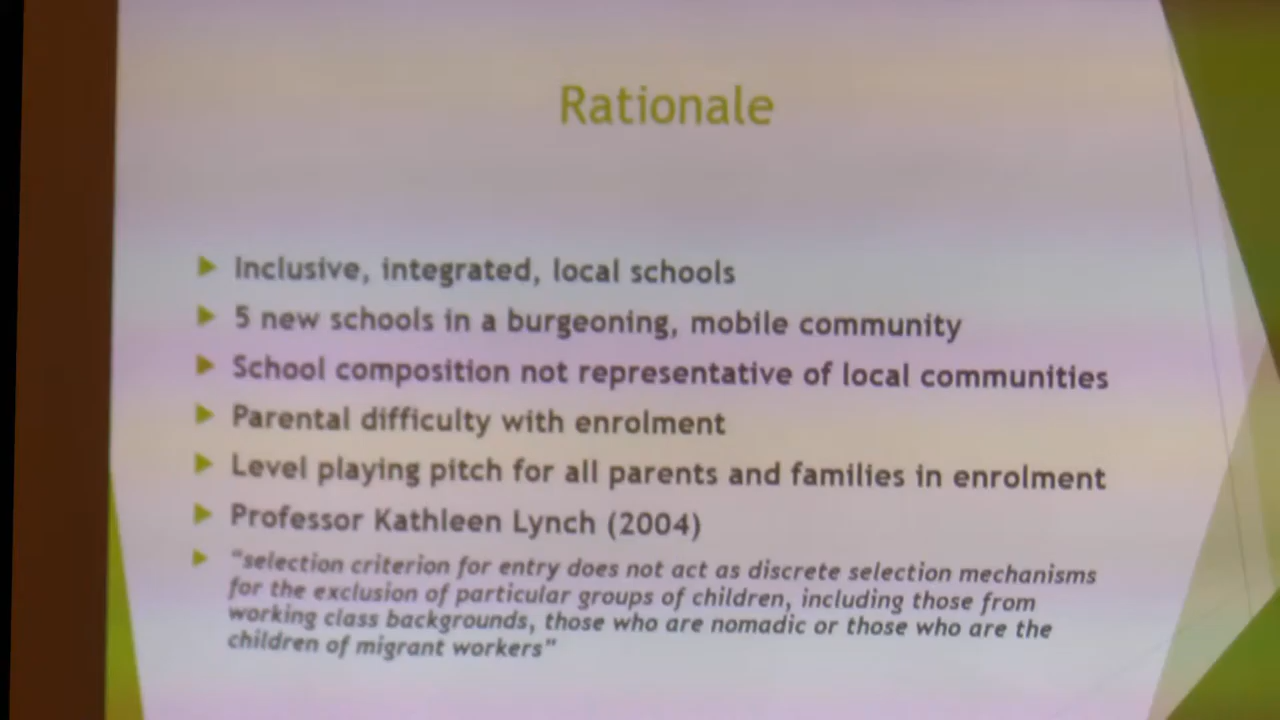 Rationale
Inclusive, integrated, local schools
5 new schools in a burgeoning, mobile community
School composition not representative of local communities
Parental difficulty with enrolment
Level playing pitch for all parents and families in enrolment
Professor Kathleen Lynch (2004)
"selection criterion for entry does not act as discrete selection mechanisms
for the exclusion of particular groups of children, including those from
working class backgrounds, those who are nomadic or those who are the
children of migrant workers"